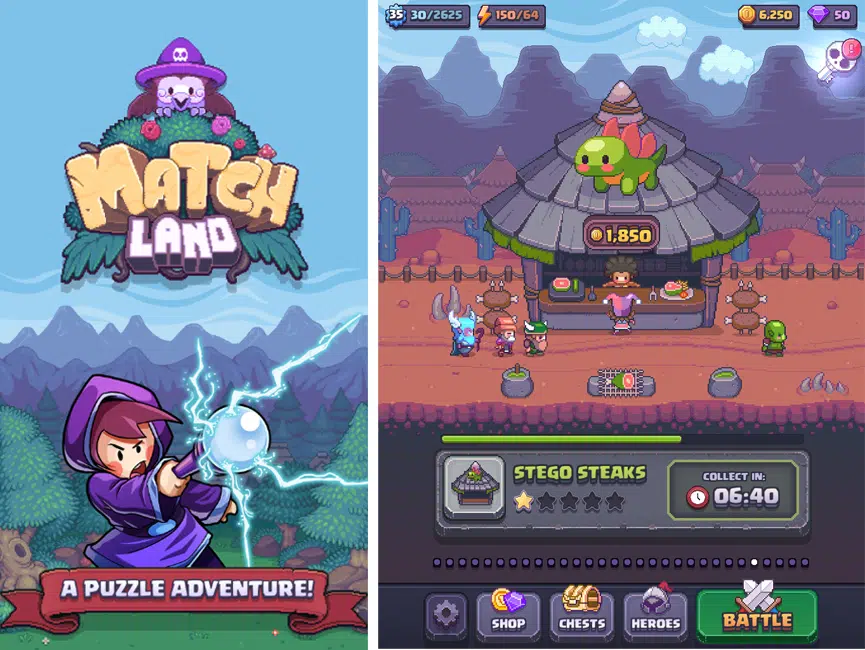 MATCH
LAND
A PUZZLE ADVENTURE!
35 30/2625 150/64 6,250 50
!
1,850
STEGO STEAKS
COLLECT IN:
06:40
SHOP CHESTS HEROES BATTLE